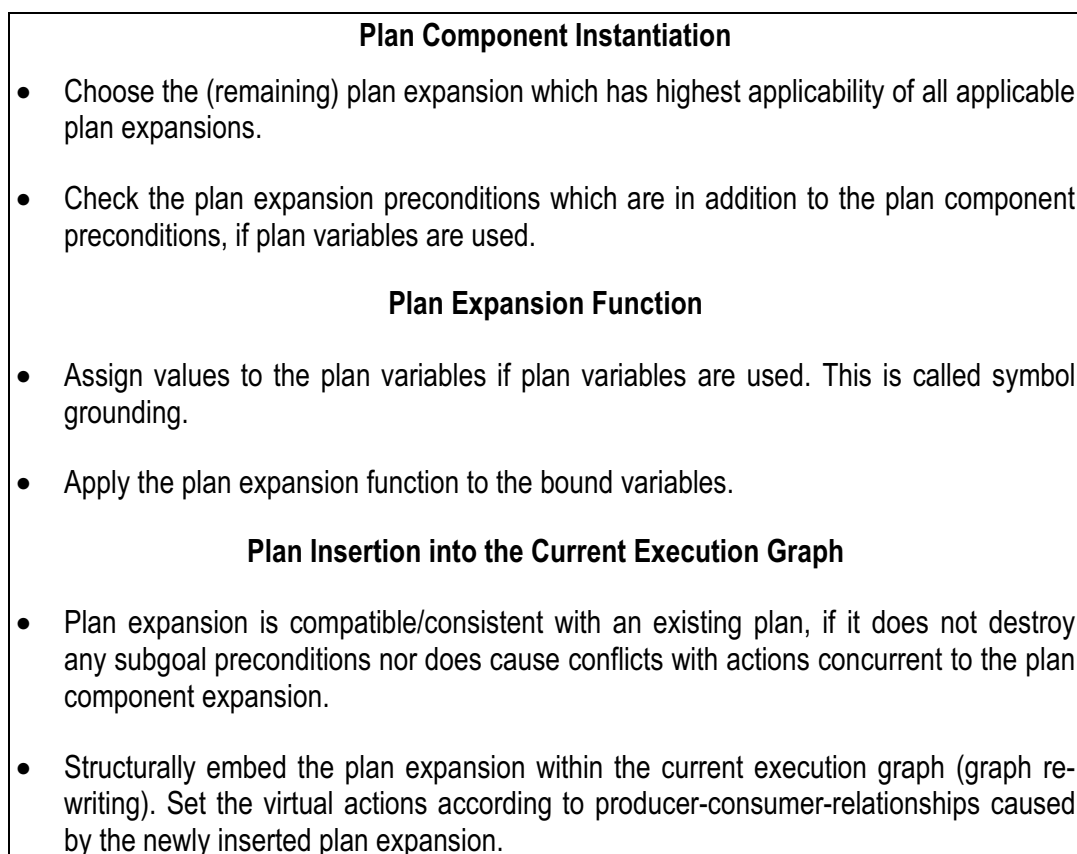 Plan Component Instantiation
• Choose the (remaining) plan expansion which has highest applicability of all applicable
plan expansions.
• Check the plan expansion preconditions which are in addition to the plan component
preconditions, if plan variables are used.
Plan Expansion Function
• Assign values to the plan variables if plan variables are used. This is called symbol
grounding.
• Apply the plan expansion function to the bound variables.
Plan Insertion into the Current Execution Graph
• Plan expansion is compatible/consistent with an existing plan, if it does not destroy
any subgoal preconditions nor does cause conflicts with actions concurrent to the plan
component expansion.
• Structurally embed the plan expansion within the current execution graph (graph re-
writing). Set the virtual actions according to producer-consumer-relationships caused
by the newly inserted plan expansion.